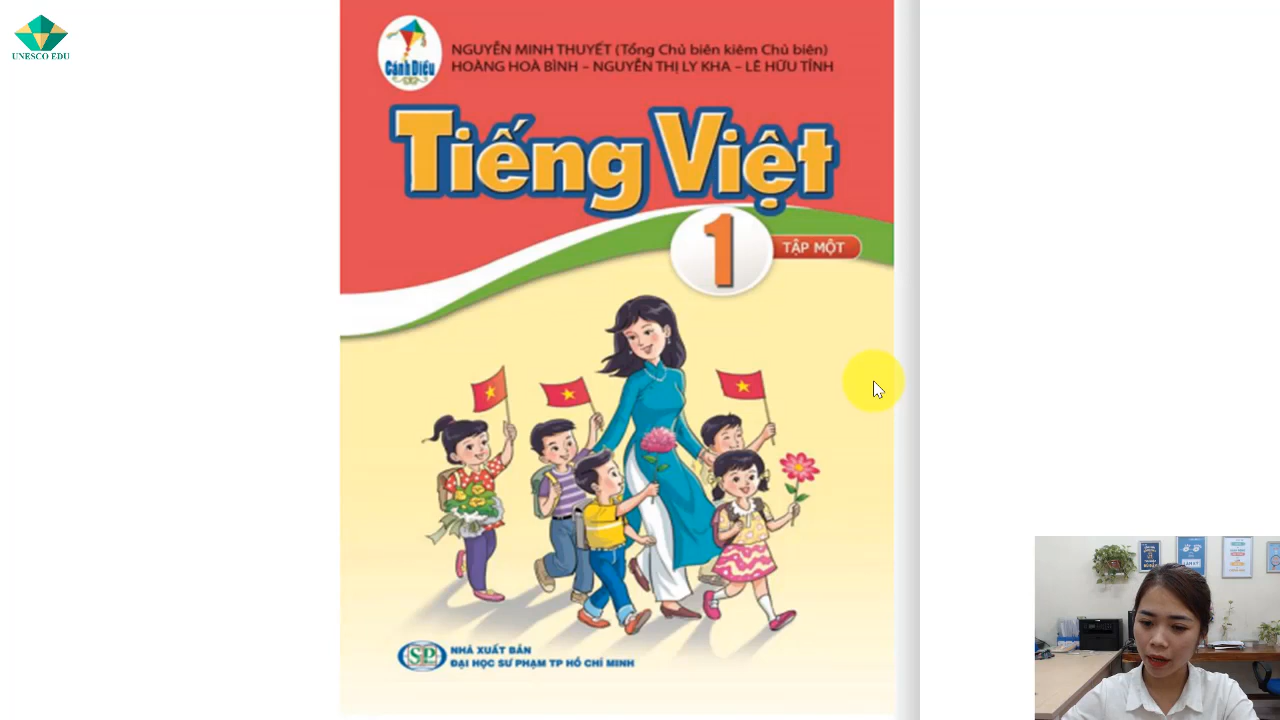 UNESCO EDU
Cánh Diều
NGUYỄN MINH THUYẾT (Tổng Chủ biên kiêm Chủ biên)
HOÀNG HOÀ BÌNH – NGUYỄN THỊ LY KHA – LÊ HỮU TỈNH
Tiếng Việt
1
TẬP MỘT
SP
NHÀ XUẤT BẢN
ĐẠI HỌC SƯ PHẠM TP HỒ CHÍ MINH